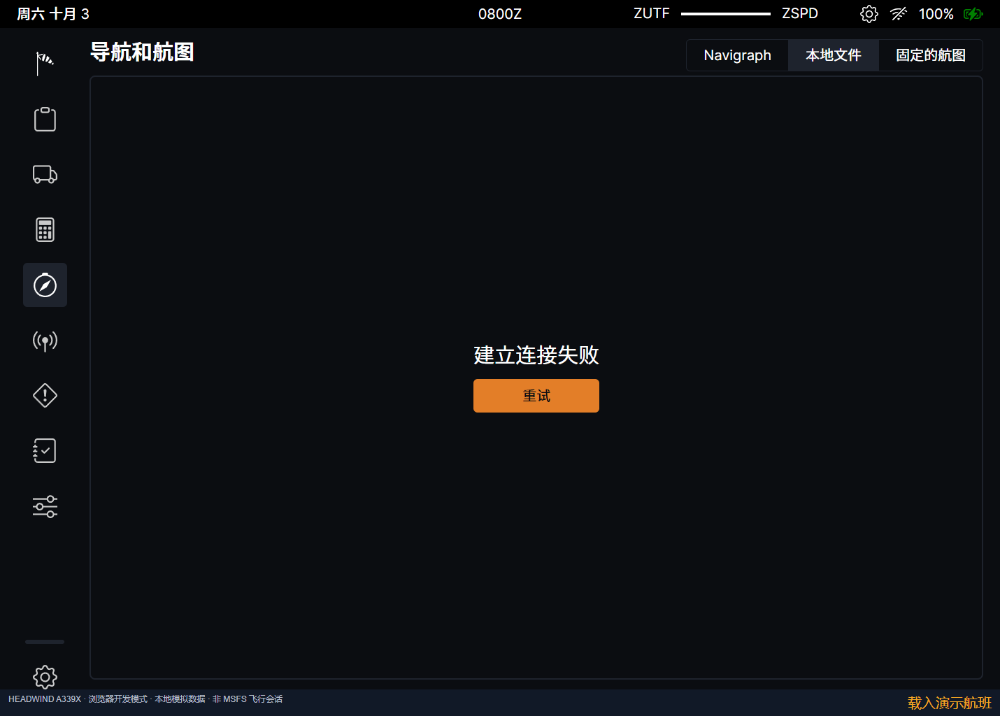 周六 十月 3
0800Z
ZUTF
ZSPD
100%
导航和航图
Navigraph
本地文件
固定的航图
建立连接失败
重试
HEADWIND A339X · 浏览器开发模式 · 本地模拟数据 · 非 MSFS 飞行会话
载入演示航班